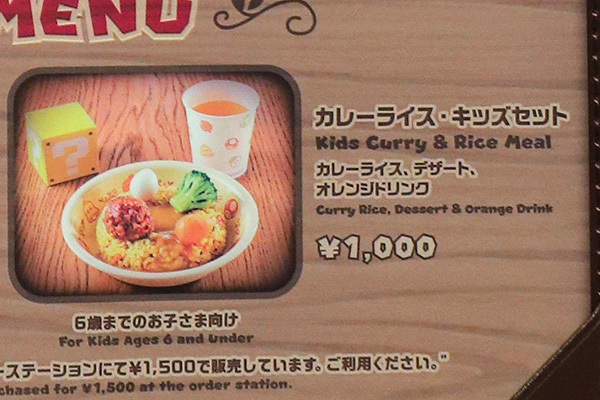 MENU
カレーライス・キッズセット
Kids Curry & Rice Meal
カレーライス、デザート、
オレンジドリンク
Curry Rice, Dessert & Orange Drink
¥1,000
?
6歳までのお子さま向け
For Kids Ages 6 and Under
ーステーションにて¥1,500で販売しています。ご利用ください。"
chased for ¥1,500 at the order station.